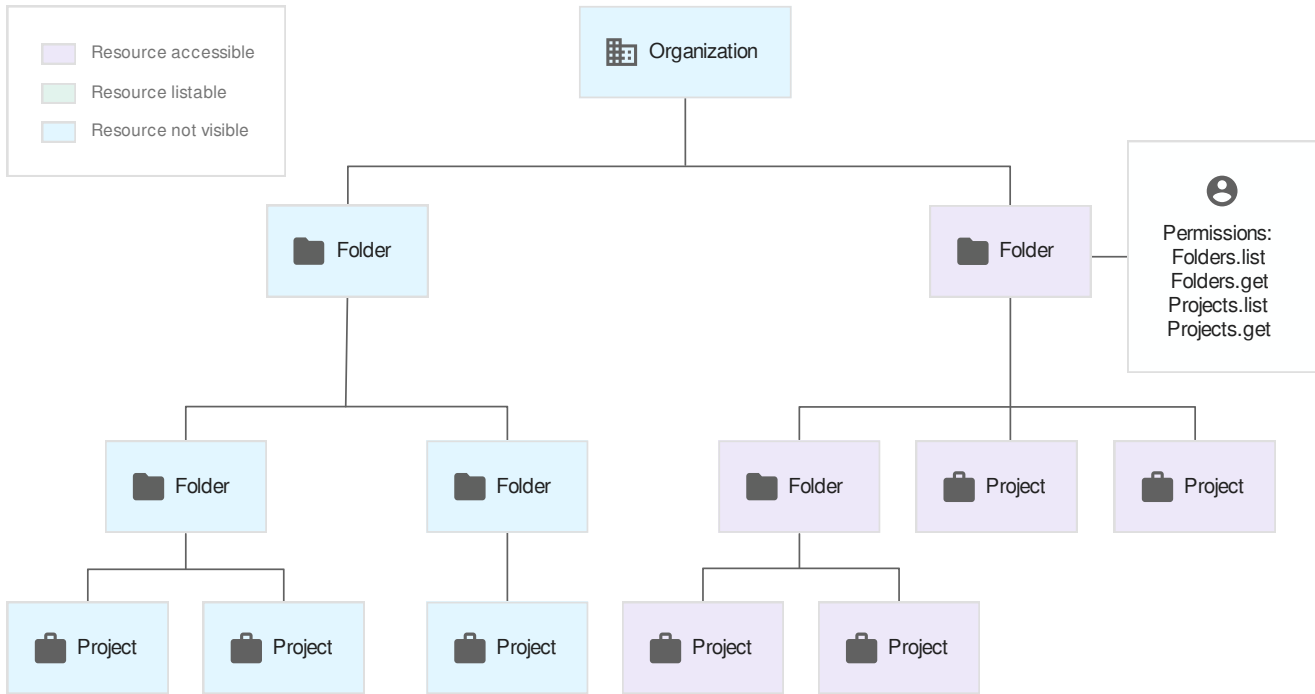 Resource accessible
Resource listable
Resource not visible
Organization
Folder
Folder
Permissions:
Folders.list
Folders.get
Projects.list
Projects.get
Folder
Folder
Folder
Project
Project
Project
Project
Project
Project
Project